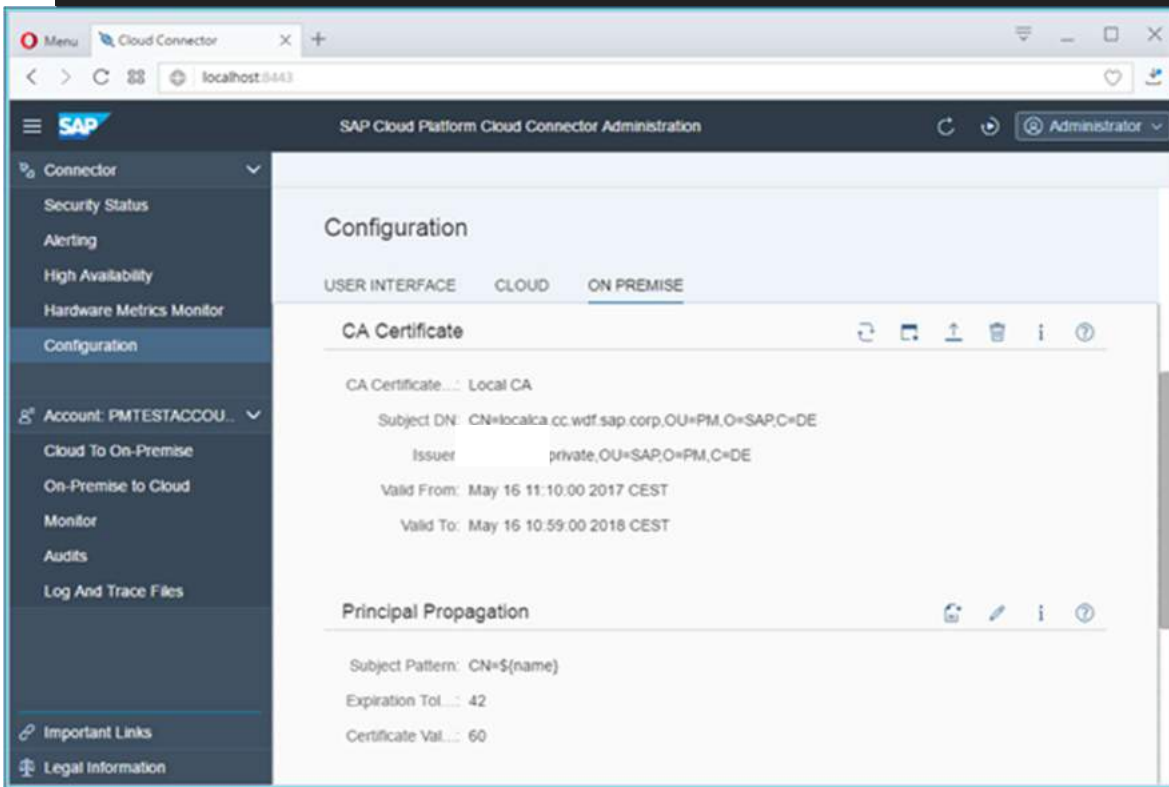 Menu Cloud Connector
localhost:8443
SAP SAP Cloud Platform Cloud Connector Administration Administrator
Connector
Security Status
Alerting
High Availability
Hardware Metrics Monitor
Configuration
Account: PMTESTACCOU...
Cloud To On-Premise
On-Premise to Cloud
Monitor
Audits
Log And Trace Files
Important Links
Legal Information
Configuration
USER INTERFACE CLOUD ON PREMISE
CA Certificate
CA Certificate...: Local CA
Subject DN: CN=localca.cc.wdf.sap.corp,OU=PM,O=SAP,C=DE
Issuer private,OU=SAP,O=PM,C=DE
Valid From: May 16 11:10:00 2017 CEST
Valid To: May 16 10:59:00 2018 CEST
Principal Propagation
Subject Pattern: CN=${name}
Expiration Tol...: 42
Certificate Val...: 60